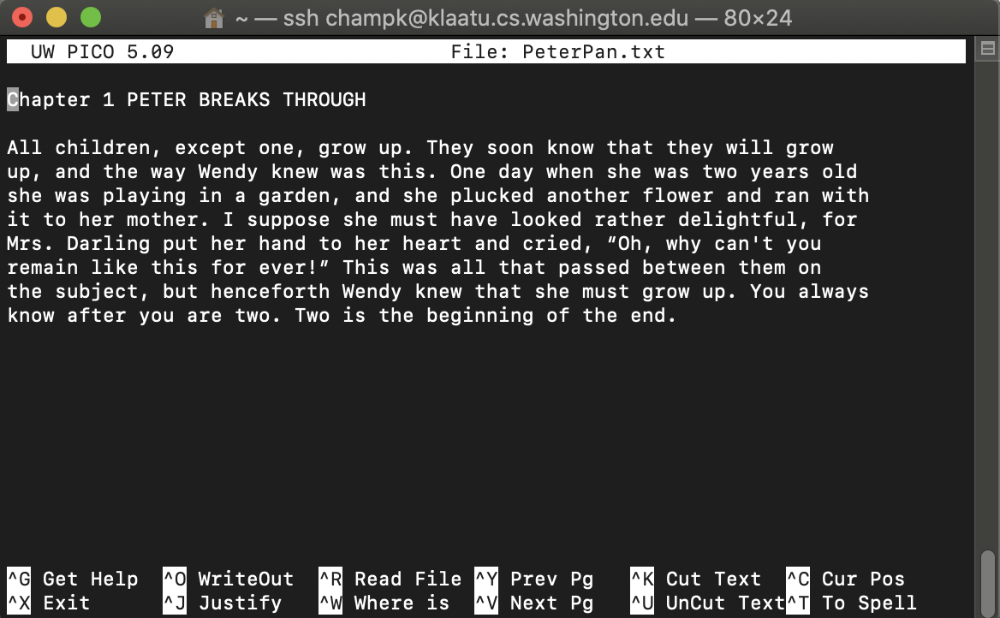 ~ — ssh champk@klaatu.cs.washington.edu — 80×24
UW PICO 5.09 File: PeterPan.txt
Chapter 1 PETER BREAKS THROUGH
All children, except one, grow up. They soon know that they will grow
up, and the way Wendy knew was this. One day when she was two years old
she was playing in a garden, and she plucked another flower and ran with
it to her mother. I suppose she must have looked rather delightful, for
Mrs. Darling put her hand to her heart and cried, “Oh, why can't you
remain like this for ever!” This was all that passed between them on
the subject, but henceforth Wendy knew that she must grow up. You always
know after you are two. Two is the beginning of the end.
^G Get Help ^O WriteOut ^R Read File ^Y Prev Pg ^K Cut Text ^C Cur Pos
^X Exit ^J Justify ^W Where is ^V Next Pg ^U UnCut Text ^T To Spell